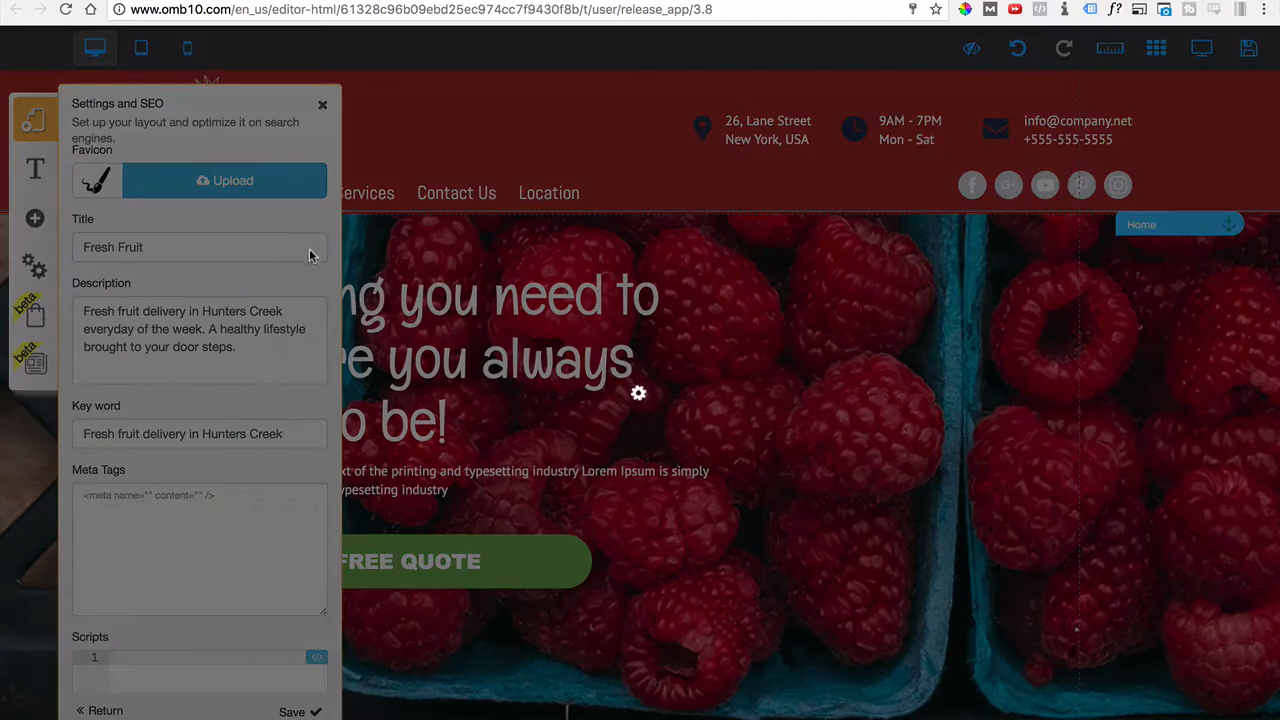 www.omb10.com/en_us/editor-html/61328c96b09ebd25ec974cc7f9430f8b/t/user/release_app/3.8
Settings and SEO
Set up your layout and optimize it on search
engines.
Favicon
Upload
Title
Fresh Fruit
Description
Fresh fruit delivery in Hunters Creek
everyday of the week. A healthy lifestyle
brought to your door steps.
Key word
Fresh fruit delivery in Hunters Creek
Meta Tags
<meta name="" content="" />
Scripts
1
Return
Save
beta
beta
26, Lane Street
New York, USA
9AM - 7PM
Mon - Sat
info@company.net
+555-555-5555
Services Contact Us Location
Home
ng you need to
e you always
o be!
xt of the printing and typesetting industry Lorem Ipsum is simply
typesetting industry
FREE QUOTE